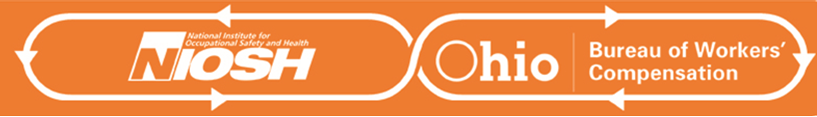 National Institute for
Occupational Safety and Health
NIOSH
Ohio
Bureau of Workers'
Compensation